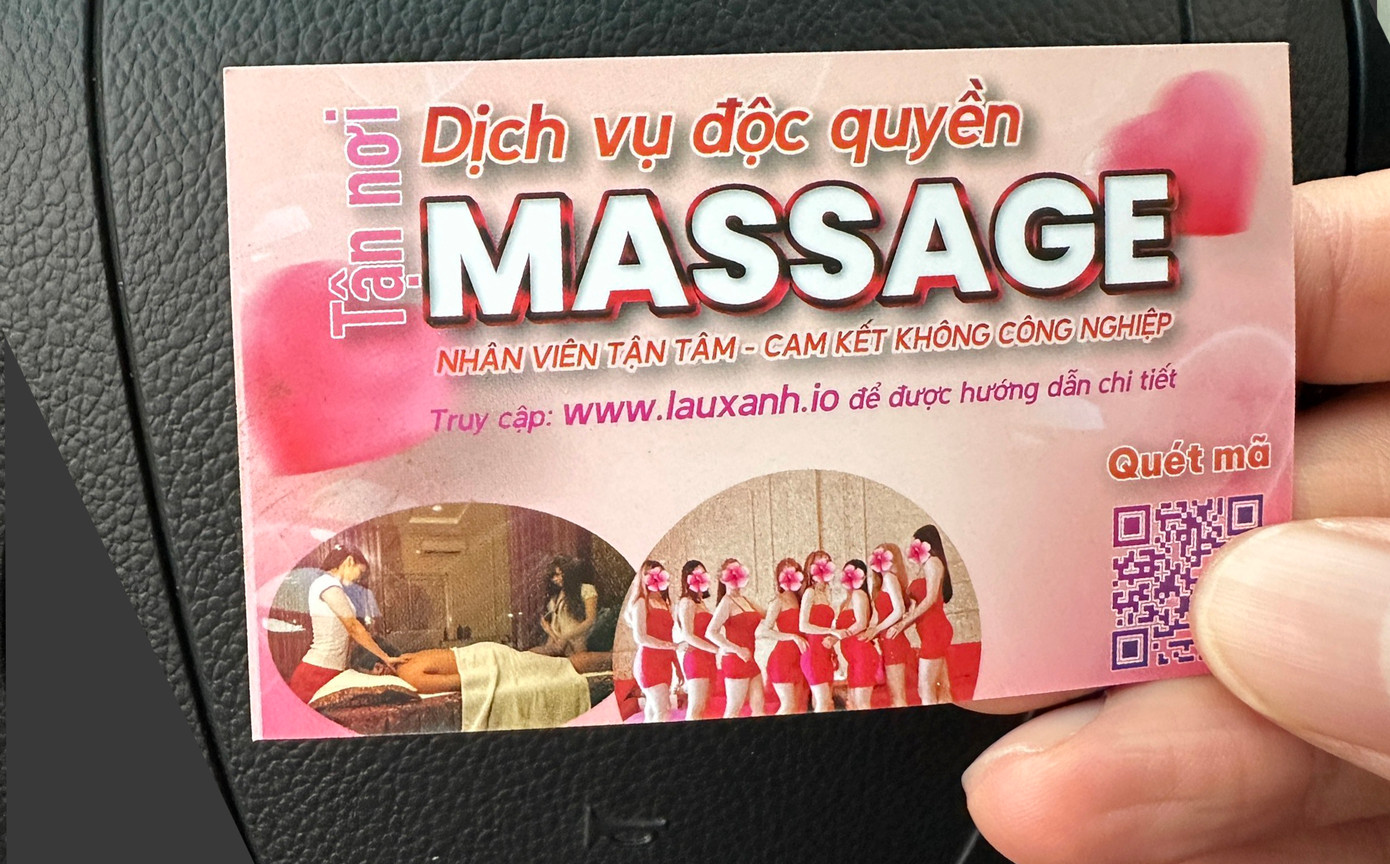 Tận nơi
Dịch vụ độc quyền
MASSAGE
NHÂN VIÊN TẬN TÂM - CAM KẾT KHÔNG CÔNG NGHIỆP
Truy cập: www.lauxanh.io để được hướng dẫn chi tiết
Quét mã